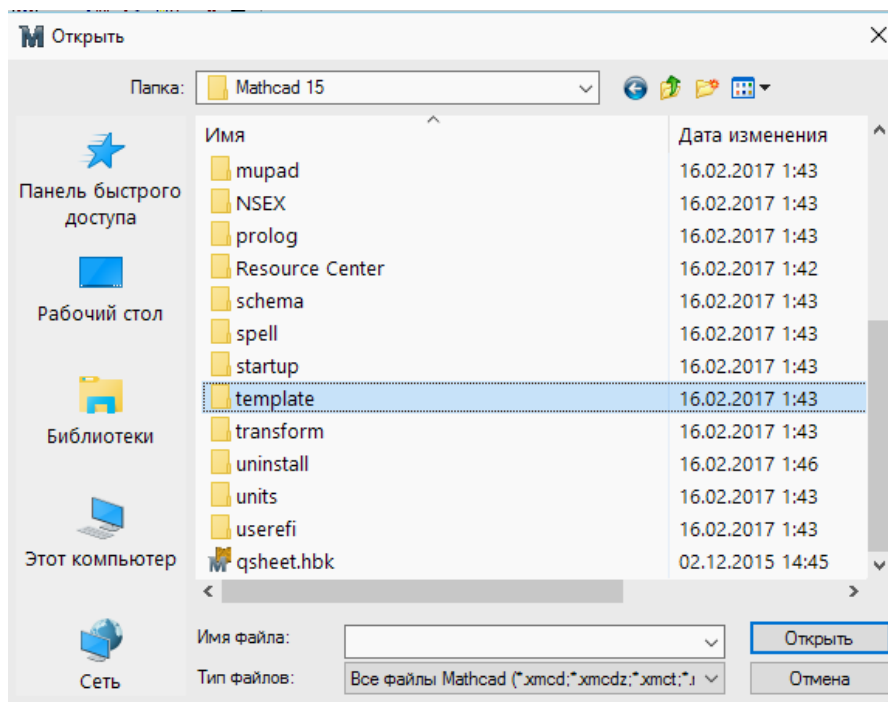 Открыть
Папка: Mathcad 15
Имя Дата изменения
mupad 16.02.2017 1:43
NSEX 16.02.2017 1:43
prolog 16.02.2017 1:43
Resource Center 16.02.2017 1:42
schema 16.02.2017 1:43
spell 16.02.2017 1:43
startup 16.02.2017 1:43
template 16.02.2017 1:43
transform 16.02.2017 1:43
uninstall 16.02.2017 1:46
units 16.02.2017 1:43
userefi 16.02.2017 1:43
qsheet.hbk 02.12.2015 14:45
Панель быстрого
доступа
Рабочий стол
Библиотеки
Этот компьютер
Сеть
Имя файла:
Открыть
Тип файлов: Все файлы Mathcad (*.xmcd;*.xmcdz;*.xmct;*.
Отмена